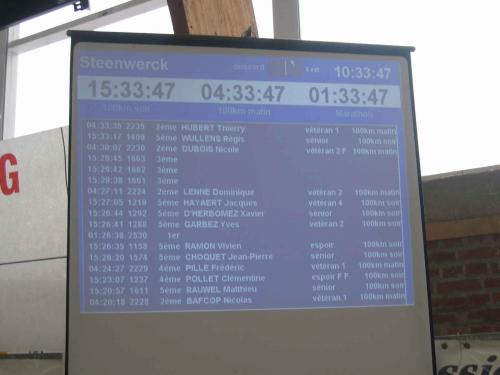 Steenwerck
10:33:47
15:33:47 04:33:47 01:33:47
100km soir 100km matin Marathon
04:33:35 2235 2ème HUBERT Thierry vétéran 1 100km matin
15:33:17 1409 5ème WULLENS Régis sénior 100km soir
04:30:07 2230 2ème DUBOIS Nicole vétéran 2 F 100km matin
15:29:45 1663 3ème
15:29:42 1662 3ème
15:29:38 1661 3ème
04:27:11 2224 2ème LENNE Dominique vétéran 2 100km matin
15:27:05 1219 5ème HAYAERT Jacques vétéran 4 100km soir
15:26:44 1292 5ème D'HERBOMEZ Xavier sénior 100km soir
15:26:41 1288 5ème GARBEZ Yves vétéran 2 100km soir
01:26:38 2530 1er
15:26:35 1158 5ème RAMON Vivien espoir 100km soir
15:26:20 1574 5ème CHOQUET Jean-Pierre sénior 100km soir
04:24:27 2229 4ème PILLE Frédéric vétéran 1 100km matin
15:23:07 1237 4ème POLLET Clémentine espoir F F 100km soir
15:20:57 1611 5ème RAUWEL Matthieu sénior 100km soir
04:20:18 2228 2ème BAFCOP Nicolas vétéran 1 100km matin
G